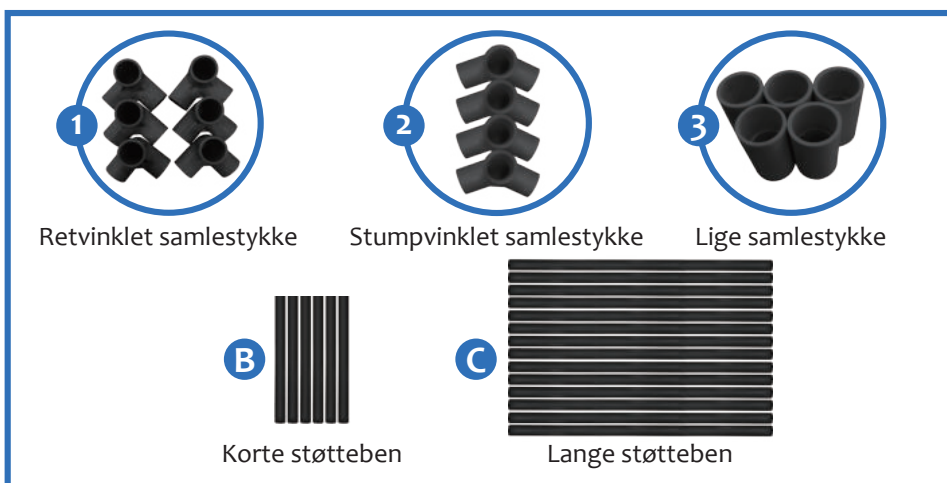 1
2
3
Retvinklet samlestykke
Stumpvinklet samlestykke
Lige samlestykke
B
C
Korte støtteben
Lange støtteben